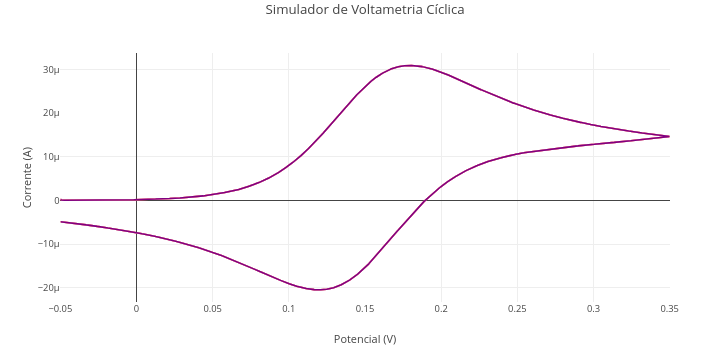 Simulador de Voltametria Cíclica
Corrente (A)
30μ
20μ
10μ
0
−10μ
−20μ
−0.05 0 0.05 0.1 0.15 0.2 0.25 0.3 0.35
Potencial (V)